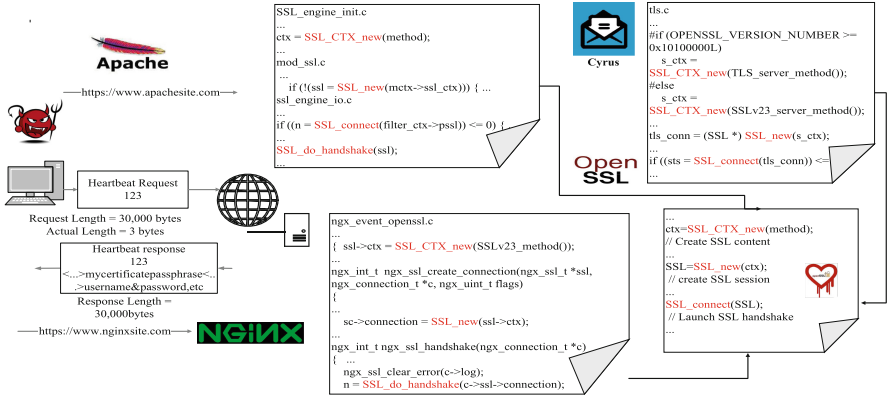 Apache
https://www.apachesite.com
SSL_engine_init.c
...
ctx = SSL_CTX_new(method);
...
mod_ssl.c
...
if (!(ssl = SSL_new(mctx->ssl_ctx))) { ...
ssl_engine_io.c
...
if ((n = SSL_connect(filter_ctx->pssl)) <= 0) {
...
SSL_do_handshake(ssl);
...
Cyrus
Open
SSL
tls.c
...
#if (OPENSSL_VERSION_NUMBER >=
0x10100000L)
s_ctx =
SSL_CTX_new(TLS_server_method());
#else
s_ctx =
SSL_CTX_new(SSLv23_server_method());
...
tls_conn = (SSL *) SSL_new(s_ctx);
...
if ((sts = SSL_connect(tls_conn)) <=
...
Heartbeat Request
123
Request Length = 30,000 bytes
Actual Length = 3 bytes
Heartbeat response
123
<...>mycertificatepassphrase<..
.>username&password,etc
Response Length =
30,000bytes
https://www.nginxsite.com
NGINX
ngx_event_openssl.c
...
{ ssl->ctx = SSL_CTX_new(SSLv23_method());
...
ngx_int_t ngx_ssl_create_connection(ngx_ssl_t *ssl,
ngx_connection_t *c, ngx_uint_t flags)
{
...
sc->connection = SSL_new(ssl->ctx);
...
ngx_int_t ngx_ssl_handshake(ngx_connection_t *c)
{ ...
ngx_ssl_clear_error(c->log);
n = SSL_do_handshake(c->ssl->connection);
...
ctx=SSL_CTX_new(method);
// Create SSL content
...
SSL=SSL_new(ctx);
// create SSL session
...
SSL_connect(SSL);
// Launch SSL handshake
...